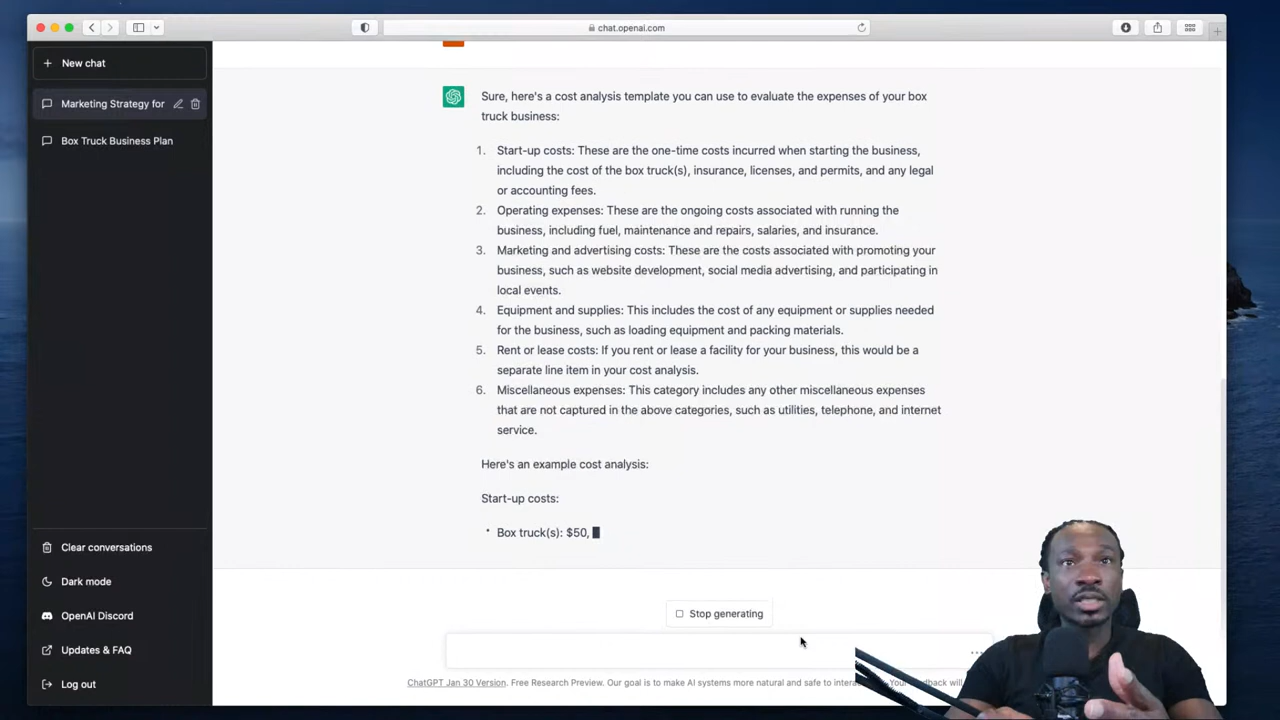 chat.openai.com
New chat
Marketing Strategy for
Box Truck Business Plan
Sure, here's a cost analysis template you can use to evaluate the expenses of your box
truck business:
1. Start-up costs: These are the one-time costs incurred when starting the business,
including the cost of the box truck(s), insurance, licenses, and permits, and any legal
or accounting fees.
2. Operating expenses: These are the ongoing costs associated with running the
business, including fuel, maintenance and repairs, salaries, and insurance.
3. Marketing and advertising costs: These are the costs associated with promoting your
business, such as website development, social media advertising, and participating in
local events.
4. Equipment and supplies: This includes the cost of any equipment or supplies needed
for the business, such as loading equipment and packing materials.
5. Rent or lease costs: If you rent or lease a facility for your business, this would be a
separate line item in your cost analysis.
6. Miscellaneous expenses: This category includes any other miscellaneous expenses
that are not captured in the above categories, such as utilities, telephone, and internet
service.
Here's an example cost analysis:
Start-up costs:
• Box truck(s): $50,
Clear conversations
Dark mode
OpenAI Discord
Updates & FAQ
Log out
Stop generating
ChatGPT Jan 30 Version. Free Research Preview. Our goal is to make AI systems more natural and safe to Your feedback will